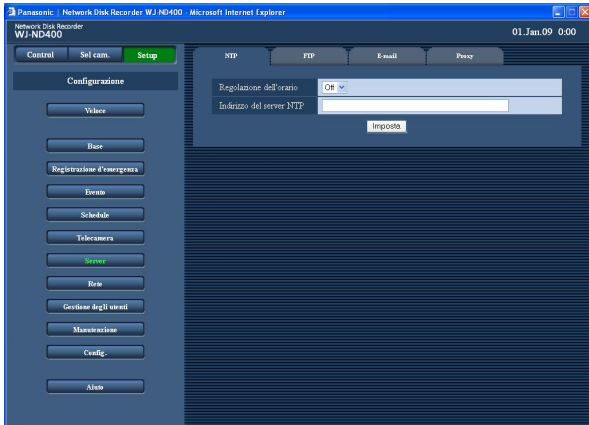 Panasonic | Network Disk Recorder WJ-ND400 - Microsoft Internet Explorer
Network Disk Recorder
WJ-ND400
01.Jan.09 0:00
Control Sel cam. Setup
NTP FTP E-mail Proxy
Configurazione
Regolazione dell'orario Off
Indirizzo del server NTP
Imposta
Veloce
Base
Registrazione d'emergenza
Evento
Schedule
Telecamera
Server
Rete
Gestione degli utenti
Manutenzione
Config.
Aiuto